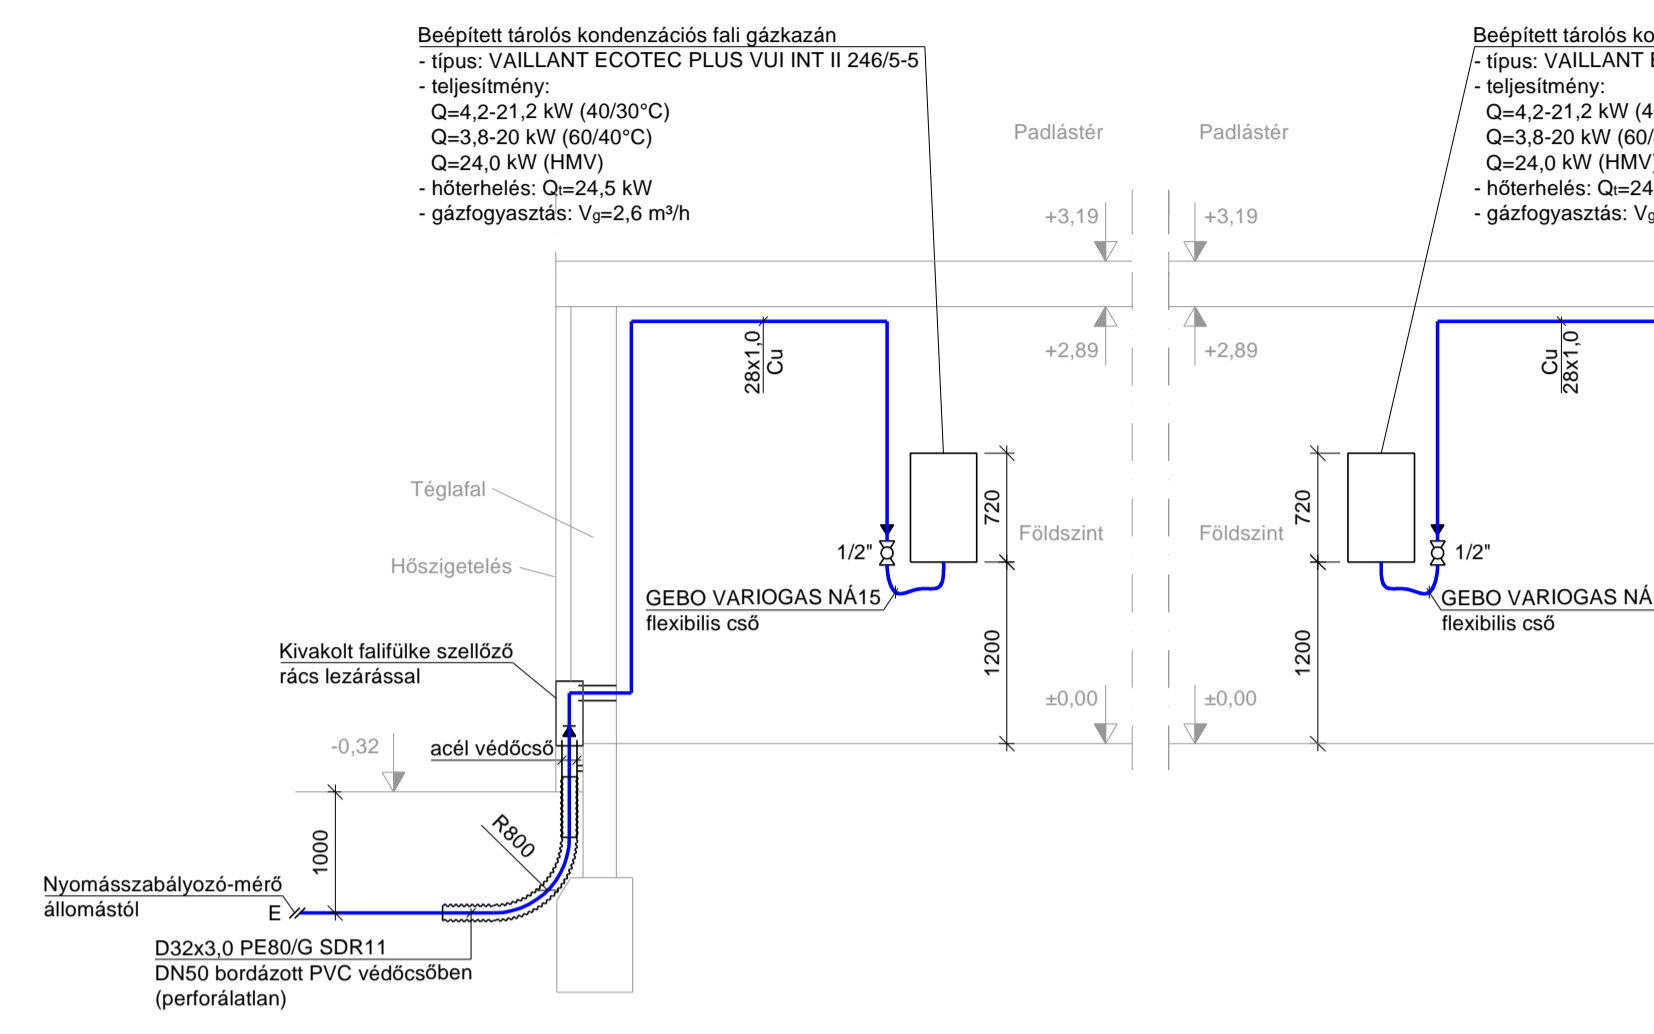 Beépített tárolós kondenzációs fali gázkazán
- típus: VAILLANT ECOTEC PLUS VUI INT II 246/5-5
- teljesítmény:
Q=4,2-21,2 kW (40/30°C)
Q=3,8-20 kW (60/40°C)
Q=24,0 kW (HMV)
- hőterhelés: Qt=24,5 kW
- gázfogyasztás: Vg=2,6 m³/h
Padlástér
Padlástér
Beépített tárolós ko
- típus: VAILLANT E
- teljesítmény:
Q=4,2-21,2 kW (4
Q=3,8-20 kW (60/
Q=24,0 kW (HMV)
- hőterhelés: Qt=24
- gázfogyasztás: Vg
+3,19
+3,19
+2,89
+2,89
28x1,0
Cu
Cu
28x1,0
Téglafal
Hőszigetelés
720
720
Földszint
Földszint
1/2"
1/2"
GEBO VARIOGAS NÁ15
flexibilis cső
GEBO VARIOGAS NÁ
flexibilis cső
1200
1200
Kivakolt falifülke szellőző
rács lezárással
±0,00
±0,00
-0,32
acél védőcső
R800
1000
Nyomásszabályozó-mérő
állomástól
E
D32x3,0 PE80/G SDR11
DN50 bordázott PVC védőcsőben
(perforálatlan)